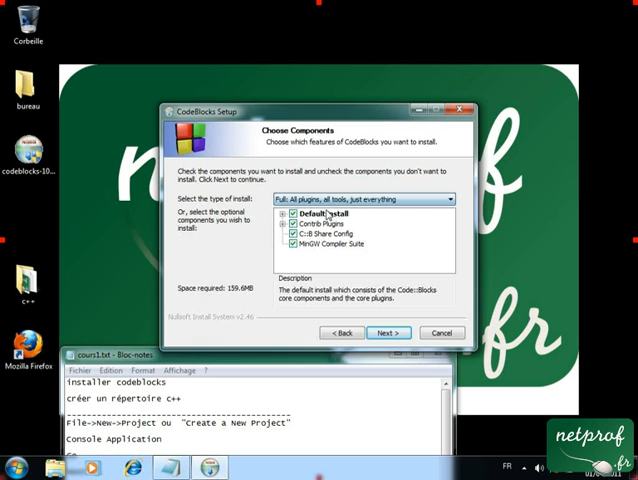 Corbeille
bureau
codeblocks-10...
c++
Mozilla Firefox
CodeBlocks Setup
Choose Components
Choose which features of CodeBlocks you want to install.
Check the components you want to install and uncheck the components you don't want to
install. Click Next to continue.
Select the type of install:
Full: All plugins, all tools, just everything
Or, select the optional
components you wish to
install:
Default install
Contrib Plugins
C::B Share Config
MinGW Compiler Suite
Space required: 159.6MB
Description
The default install which consists of the Code::Blocks
core components and the core plugins.
Nullsoft Install System v2.46
< Back
Next >
Cancel
.fr
cours1.txt - Bloc-notes
Fichier Edition Format Affichage ?
installer codeblocks
créer un répertoire c++
File->New->Project ou "Create a New Project"
Console Application
netprof
.fr
FR